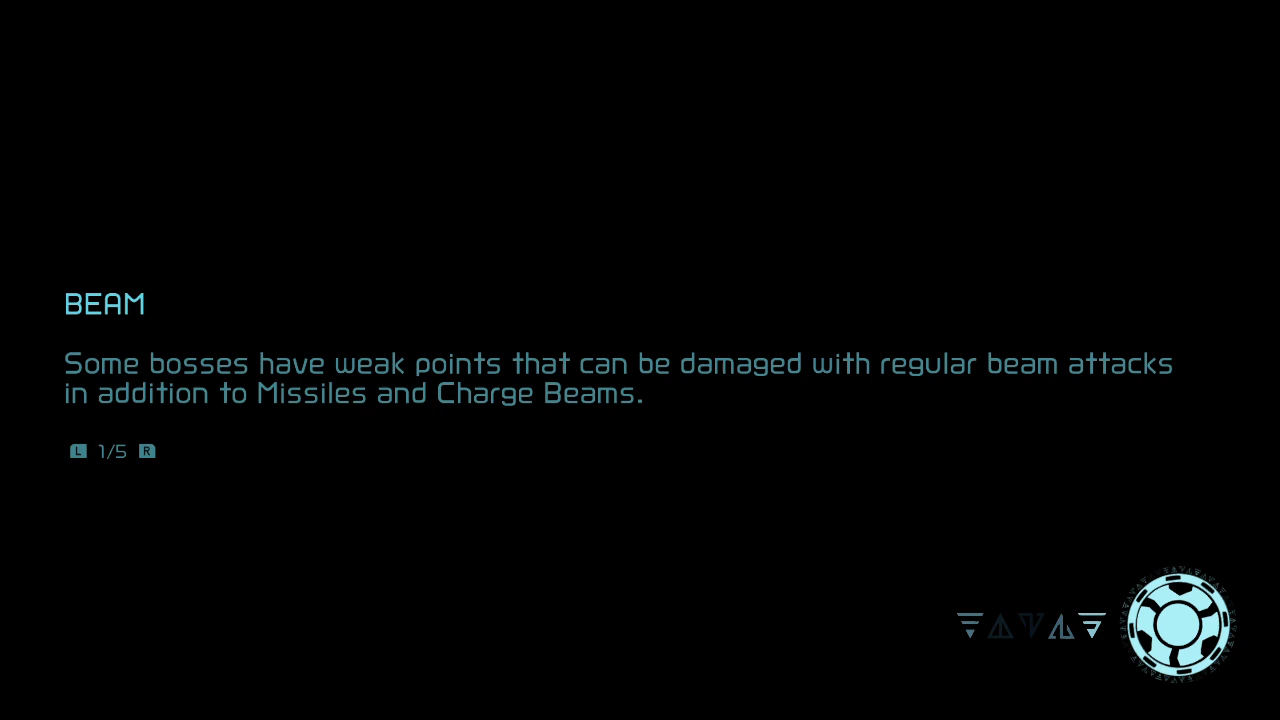 BEAM
Some bosses have weak points that can be damaged with regular beam attacks
in addition to Missiles and Charge Beams.
L 1/5 R